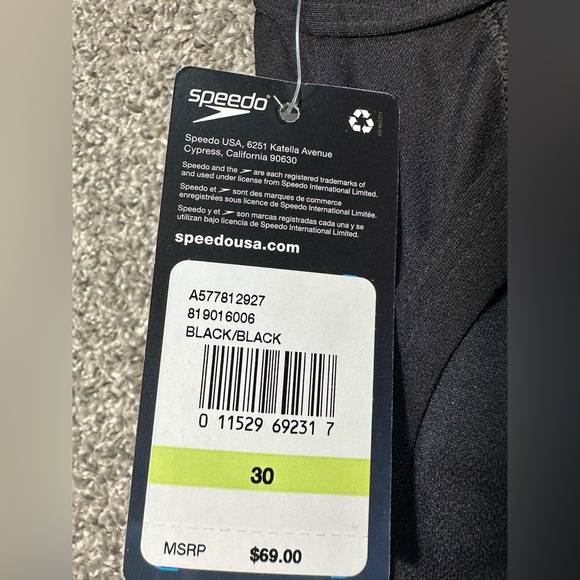 speedo
Speedo USA, 6251 Katella Avenue
Cypress, California 90630
Speedo and the are each registered trademarks of
and used under license from Speedo International Limited.
Speedo et sont des marques de commerce
enregistrées sous licence de Speedo International Limitée.
Speedo y et son marcas registradas cada una y se
utilizan bajo licencia de Speedo International Limited.
speedousa.com
A577812927
819016006
BLACK/BLACK
0 11529 69231 7
30
MSRP $69.00